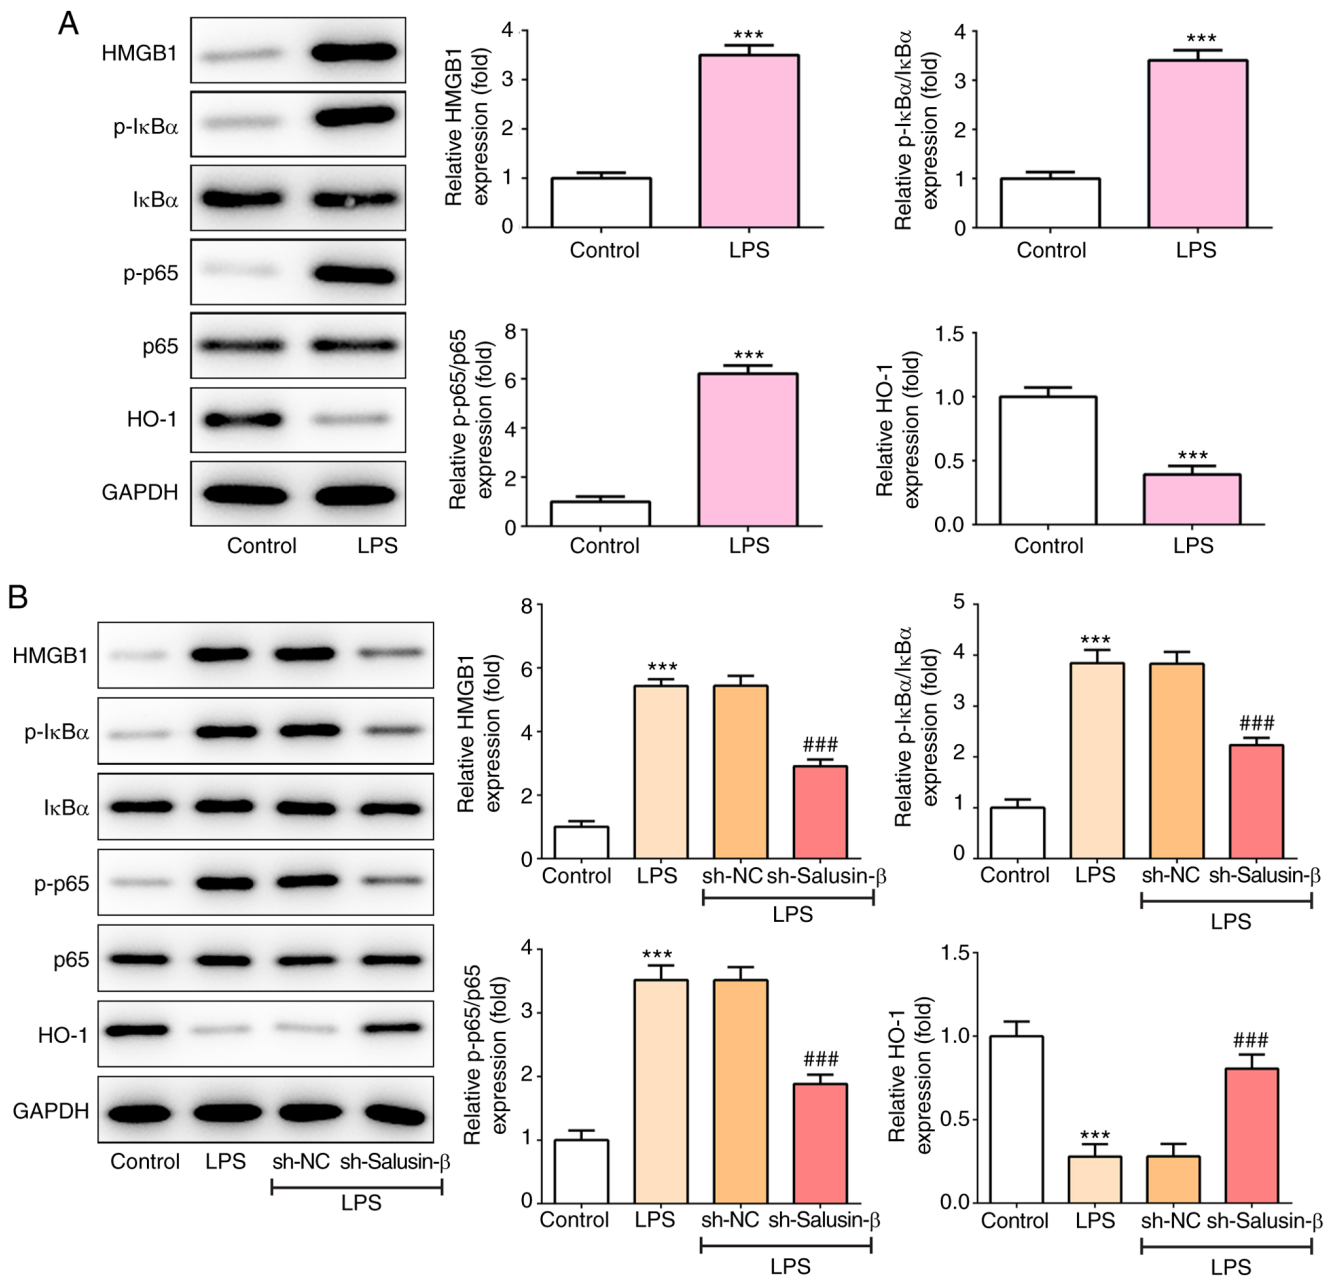 A
HMGB1
p-IκBα
IκBα
p-p65
p65
HO-1
GAPDH
Control LPS
Relative HMGB1
expression (fold)
4
3
2
1
0
***
Control LPS
Relative p-IκBα/IκBα
expression (fold)
4
3
2
1
0
***
Control LPS
Relative p-p65/p65
expression (fold)
8
6
4
2
0
***
Control LPS
Relative HO-1
expression (fold)
1.5
1.0
0.5
0.0
***
Control LPS
B
HMGB1
p-IκBα
IκBα
p-p65
p65
HO-1
GAPDH
Control LPS sh-NC sh-Salusin-β
LPS
Relative HMGB1
expression (fold)
8
6
4
2
0
***
###
Control LPS sh-NC sh-Salusin-β
LPS
Relative p-IκBα/IκBα
expression (fold)
5
4
3
2
1
0
***
###
Control LPS sh-NC sh-Salusin-β
LPS
Relative p-p65/p65
expression (fold)
4
3
2
1
0
***
###
Control LPS sh-NC sh-Salusin-β
LPS
Relative HO-1
expression (fold)
1.5
1.0
0.5
0.0
***
###
Control LPS sh-NC sh-Salusin-β
LPS